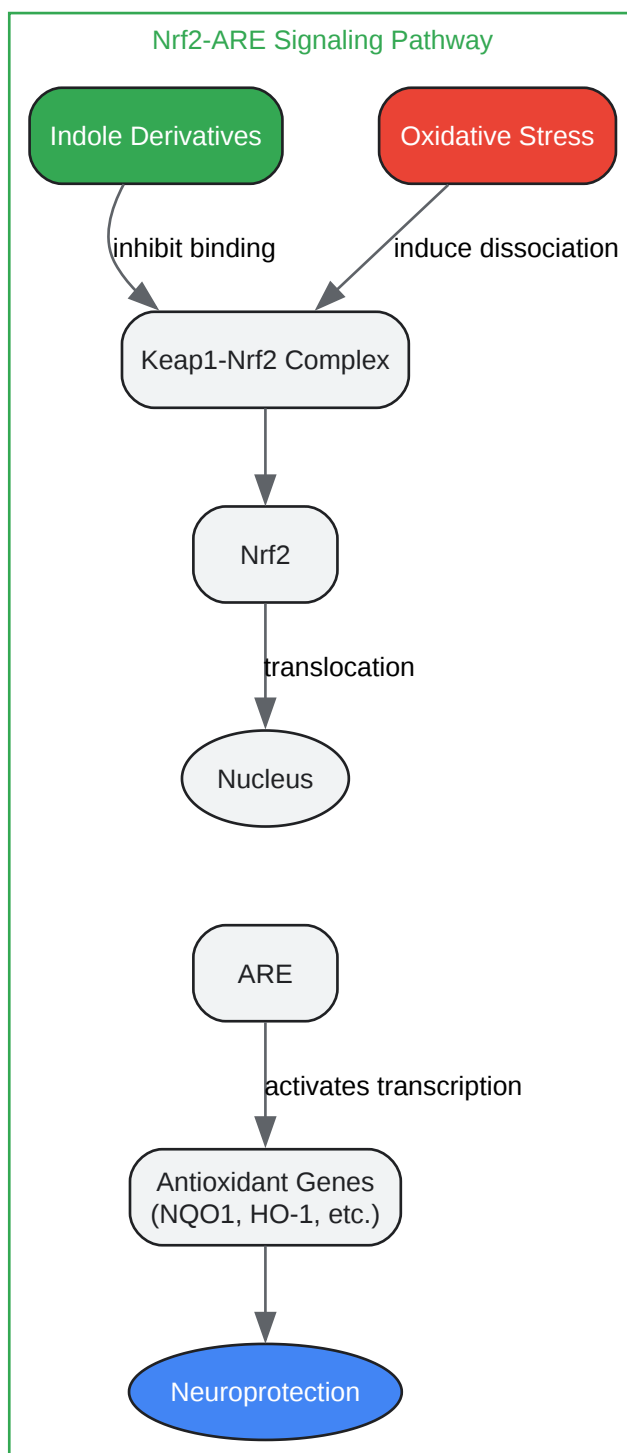 Nrf2-ARE Signaling Pathway
Indole Derivatives
Oxidative Stress
inhibit binding
induce dissociation
Keap1-Nrf2 Complex
Nrf2
translocation
Nucleus
ARE
activates transcription
Antioxidant Genes
(NQO1, HO-1, etc.)
Neuroprotection